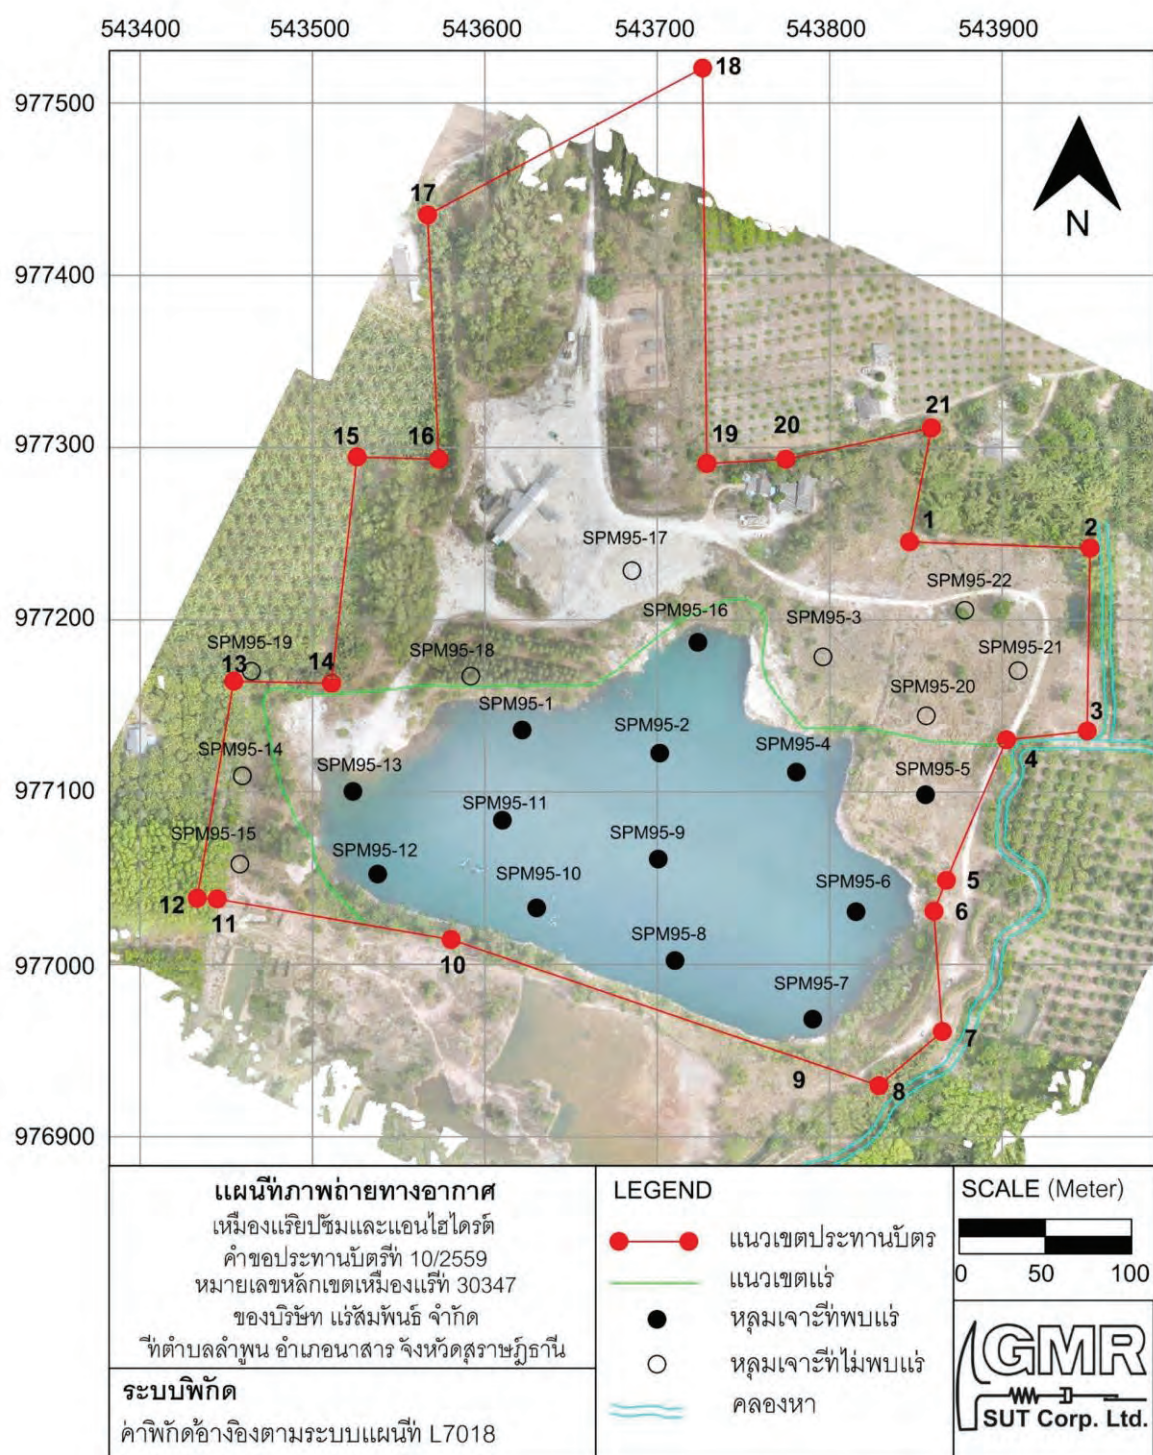 543400 543500 543600 543700 543800 543900
977500
977400
977300
977200
977100
977000
976900
18
17
N
21
15
16
19
20
SPM95-17
1
2
SPM95-22
SPM95-16
SPM95-3
SPM95-19
SPM95-18
SPM95-21
13
14
SPM95-20
SPM95-1
SPM95-2
3
SPM95-4
4
SPM95-14
SPM95-13
SPM95-5
SPM95-11
SPM95-15
SPM95-12
SPM95-9
SPM95-10
SPM95-6
5
12
11
6
10
SPM95-8
SPM95-7
7
9
8
แผนที่ภาพถ่ายทางอากาศ
เหมืองแร่ยิปซัมและแอนไฮไดรต์
คำขอประทานบัตรที่ 10/2559
หมายเลขหลักเขตเหมืองแร่ที่ 30347
ของบริษัท แร่สัมพันธ์ จำกัด
ที่ตำบลลำพูน อำเภอนาสาร จังหวัดสุราษฎ์ธานี
ระบบพิกัด
ค่าพิกัดอ้างอิงตามระบบแผนที่ L7018
LEGEND
แนวเขตประทานบัตร
แนวเขตแร่
หลุมเจาะที่พบแร่
หลุมเจาะที่ไม่พบแร่
คลองหา
SCALE (Meter)
0 50 100
GMR
SUT Corp. Ltd.